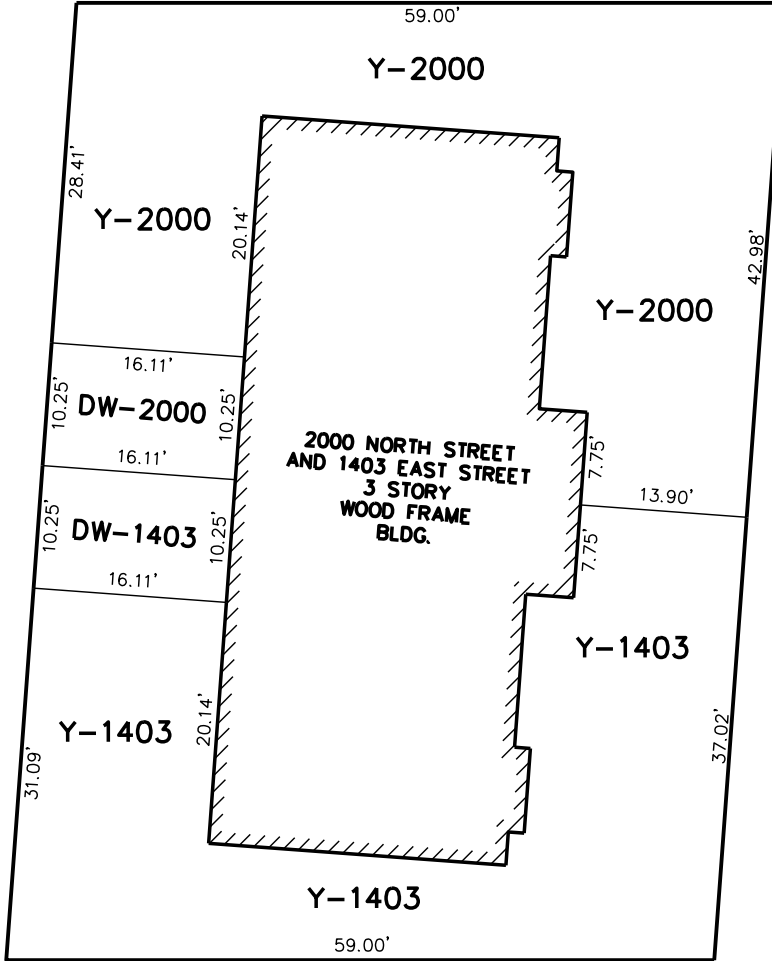 59.00'
Y-2000
28.41'
Y-2000
20.14'
42.98'
Y-2000
16.11'
10.25'
DW-2000
10.25'
2000 NORTH STREET
AND 1403 EAST STREET
3 STORY
WOOD FRAME
BLDG.
7.75'
16.11'
13.90'
10.25'
DW-1403
10.25'
7.75'
16.11'
Y-1403
Y-1403
20.14'
37.02'
31.09'
Y-1403
59.00'